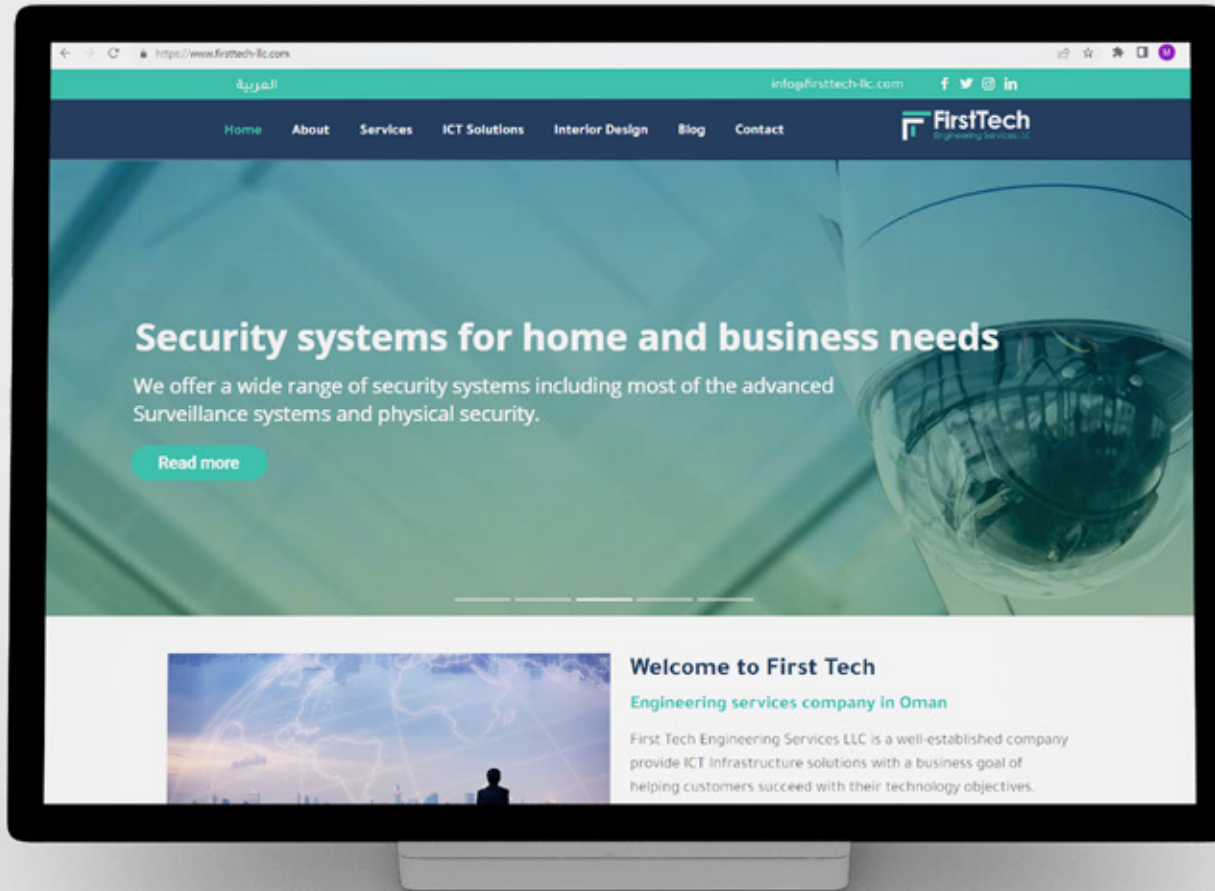 https://www.firsttech-llc.com
M
العربية
info@firsttech-llc.com
f
in
Home
About
Services
ICT Solutions
Interior Design
Blog
Contact
FirstTech
Engineering Services LLC
Security systems for home and business needs
We offer a wide range of security systems including most of the advanced
Surveillance systems and physical security.
Read more
Welcome to First Tech
Engineering services company in Oman
First Tech Engineering Services LLC is a well-established company
provide ICT Infrastructure solutions with a business goal of
helping customers succeed with their technology objectives.